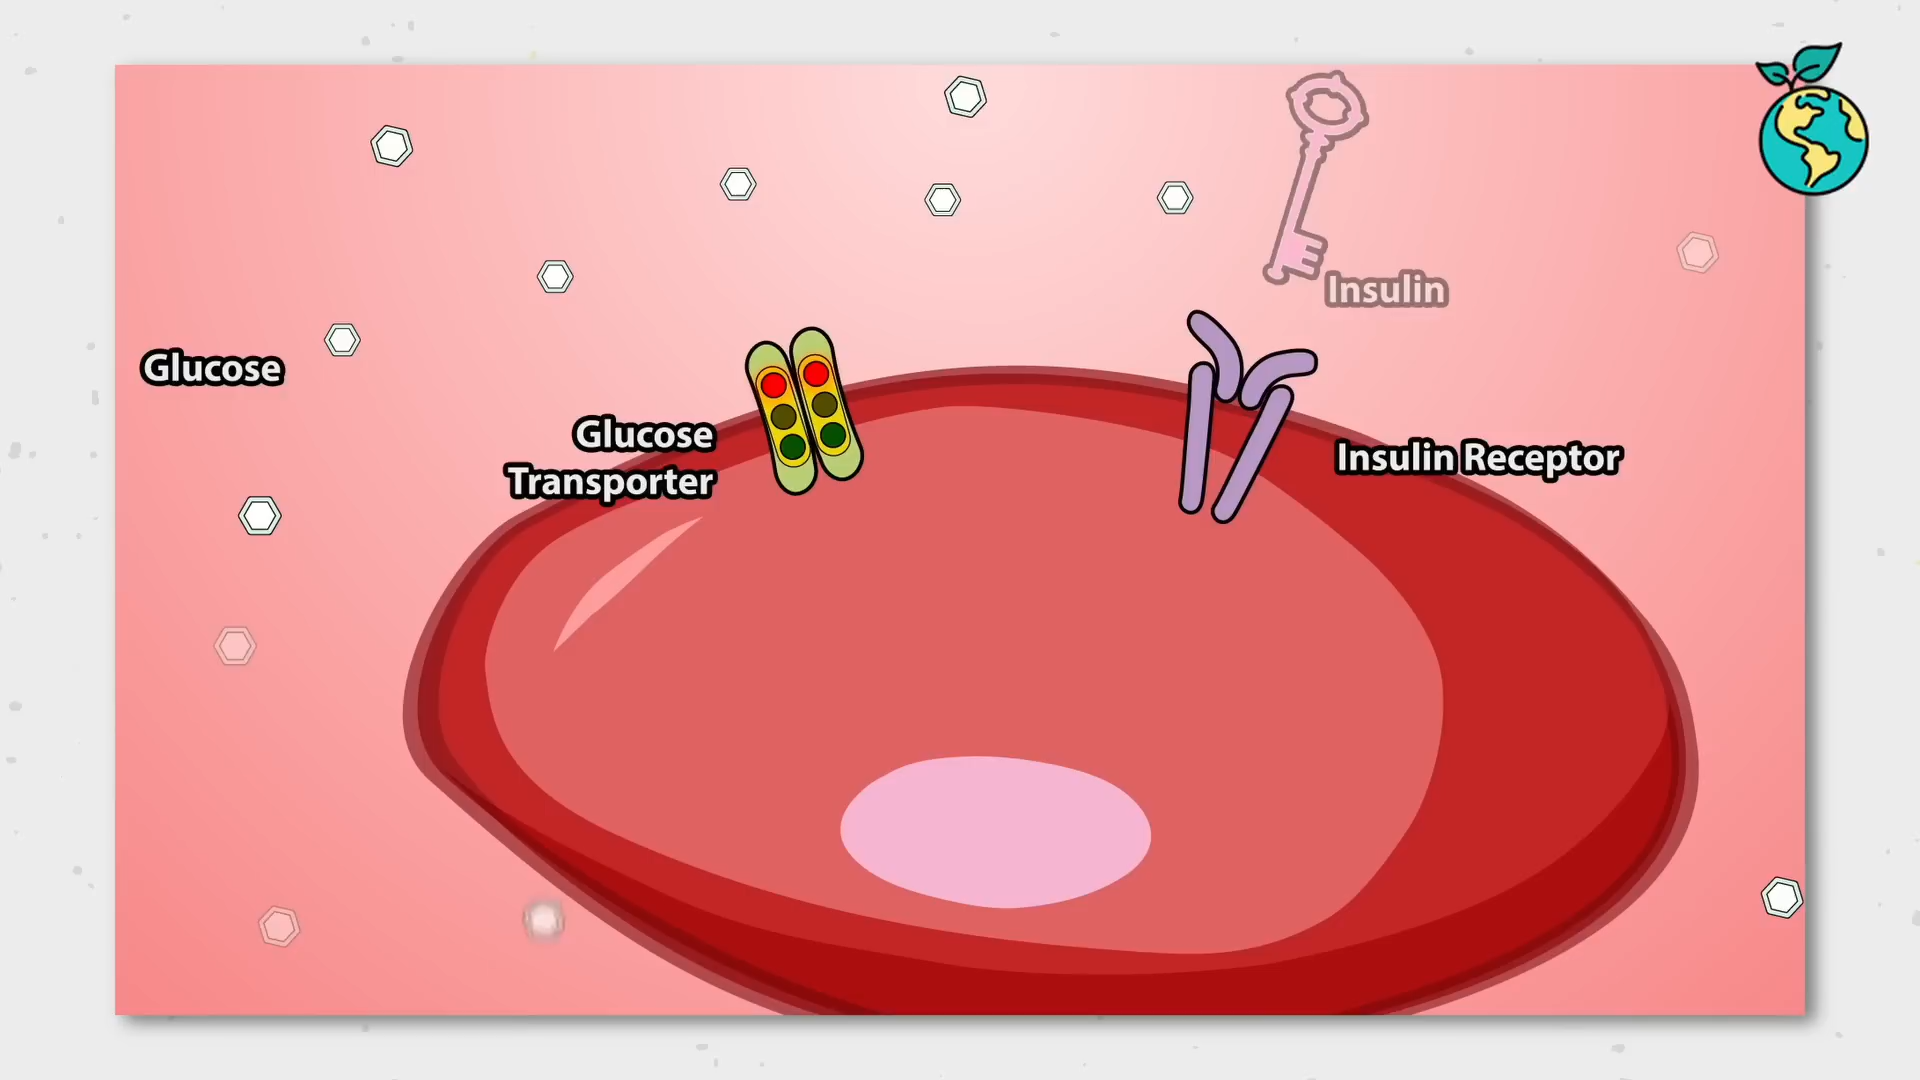 Insulin
Glucose
Glucose
Transporter
Insulin Receptor